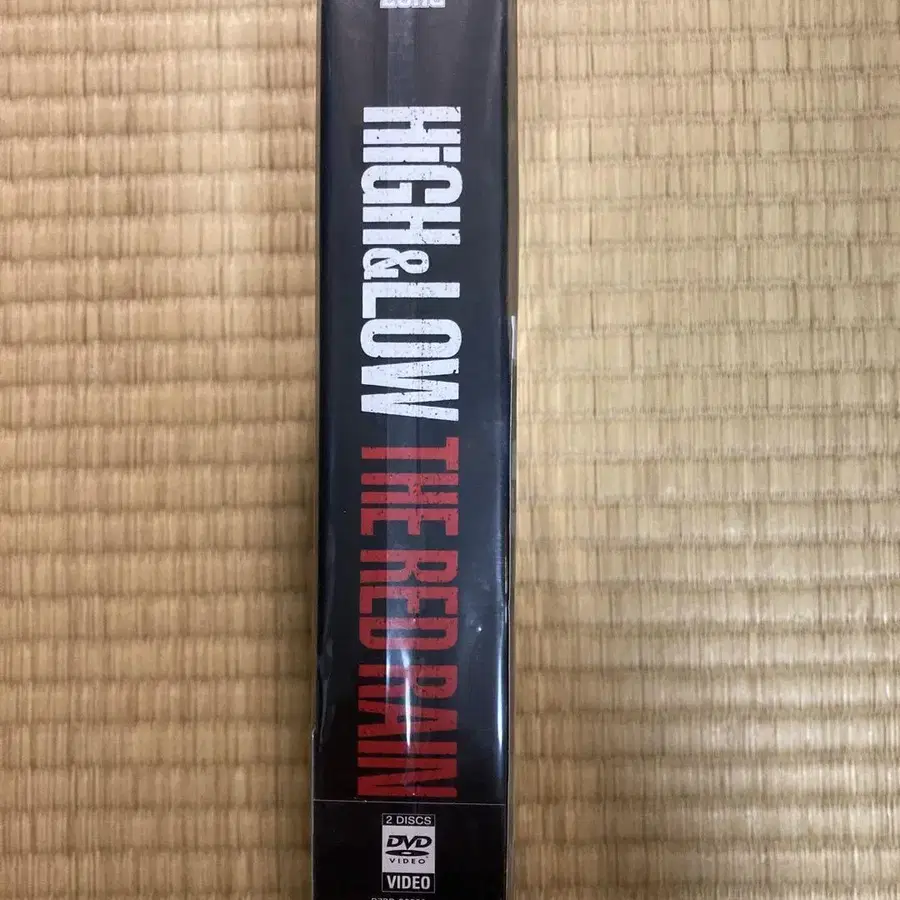 HiGH&LOW THE RED RAIN
2 DISCS
DVD
VIDEO
VIDEO